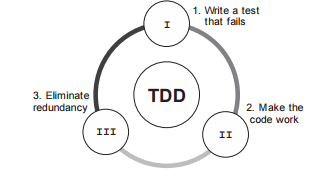 1. Write a test
that fails
I
TDD
3. Eliminate
redundancy
2. Make the
code work
III
II